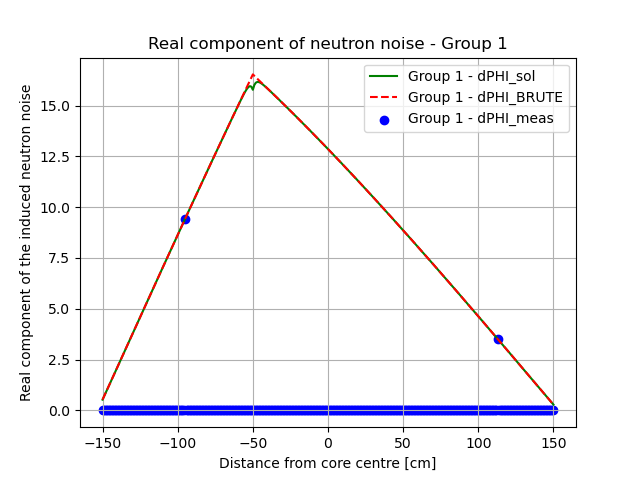 Real component of neutron noise - Group 1
Real component of the induced neutron noise
15.0
12.5
10.0
7.5
5.0
2.5
0.0
Group 1 - dPHI_sol
Group 1 - dPHI_BRUTE
Group 1 - dPHI_meas
−150
−100
−50
0
50
100
150
Distance from core centre [cm]